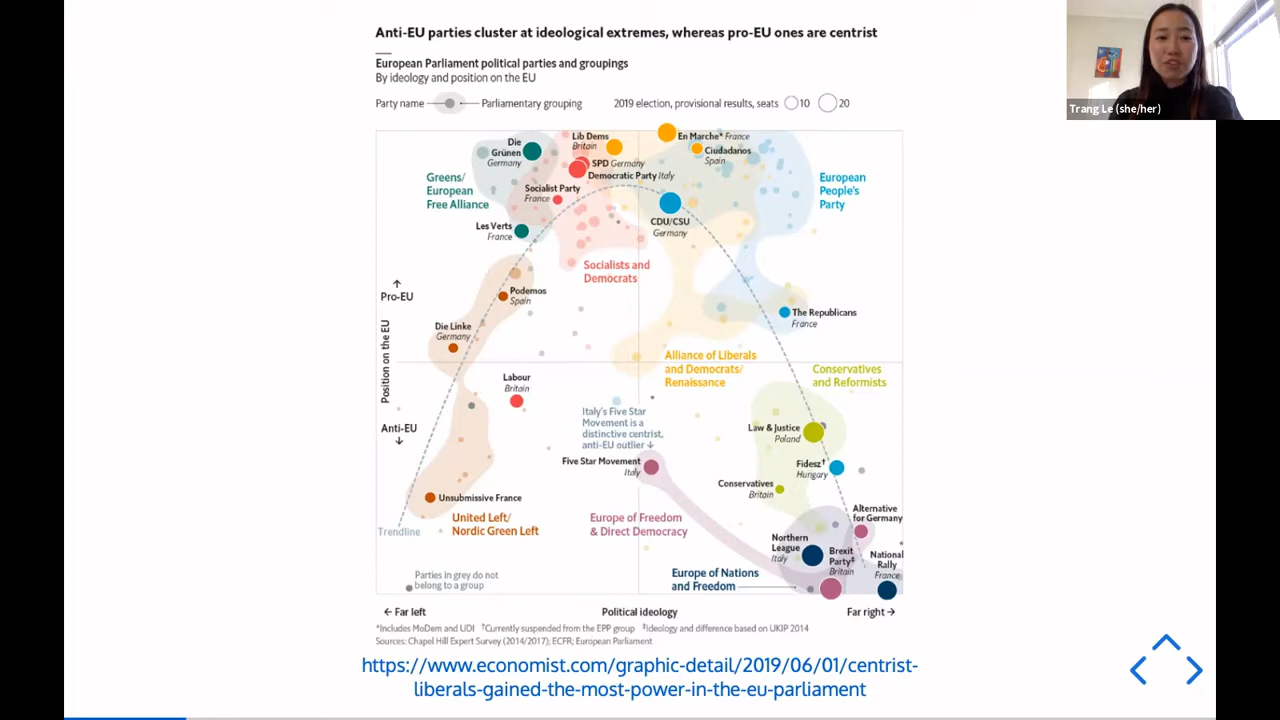 Anti-EU parties cluster at ideological extremes, whereas pro-EU ones are centrist
European Parliament political parties and groupings
By ideology and position on the EU
Party name
Parliamentary grouping
2019 election, provisional results, seats
10
20
Trang Le (she/her)
Die
Grünen
Germany
Lib Dems
Britain
En Marche* France
Ciudadanos
Spain
SPD Germany
Democratic Party Italy
Greens/
European
Free Alliance
Socialist Party
France
European
People's
Party
Les Verts
France
CDU/CSU
Germany
Socialists and
Democrats
↑
Pro-EU
Podemos
Spain
The Republicans
France
Die Linke
Germany
Position on the EU
Alliance of Liberals
and Democrats/
Renaissance
Conservatives
and Reformists
Labour
Britain
Anti-EU
↓
Italy's Five Star
Movement is a
distinctive centrist,
anti-EU outlier ↓
Law & Justice
Poland
Five Star Movement
Italy
Fidesz†
Hungary
Conservatives
Britain
Unsubmissive France
Alternative
for Germany
Trendline
United Left/
Nordic Green Left
Europe of Freedom
& Direct Democracy
Northern
League
Italy
Brexit
Party‡
Britain
National
Rally
France
Parties in grey do not
belong to a group
Europe of Nations
and Freedom
← Far left
Political ideology
Far right →
*Includes MoDem and UDI †Currently suspended from the EPP group ‡Ideology and difference based on UKIP 2014
Sources: Chapel Hill Expert Survey (2014/2017); ECFR; European Parliament
https://www.economist.com/graphic-detail/2019/06/01/centrist-
liberals-gained-the-most-power-in-the-eu-parliament